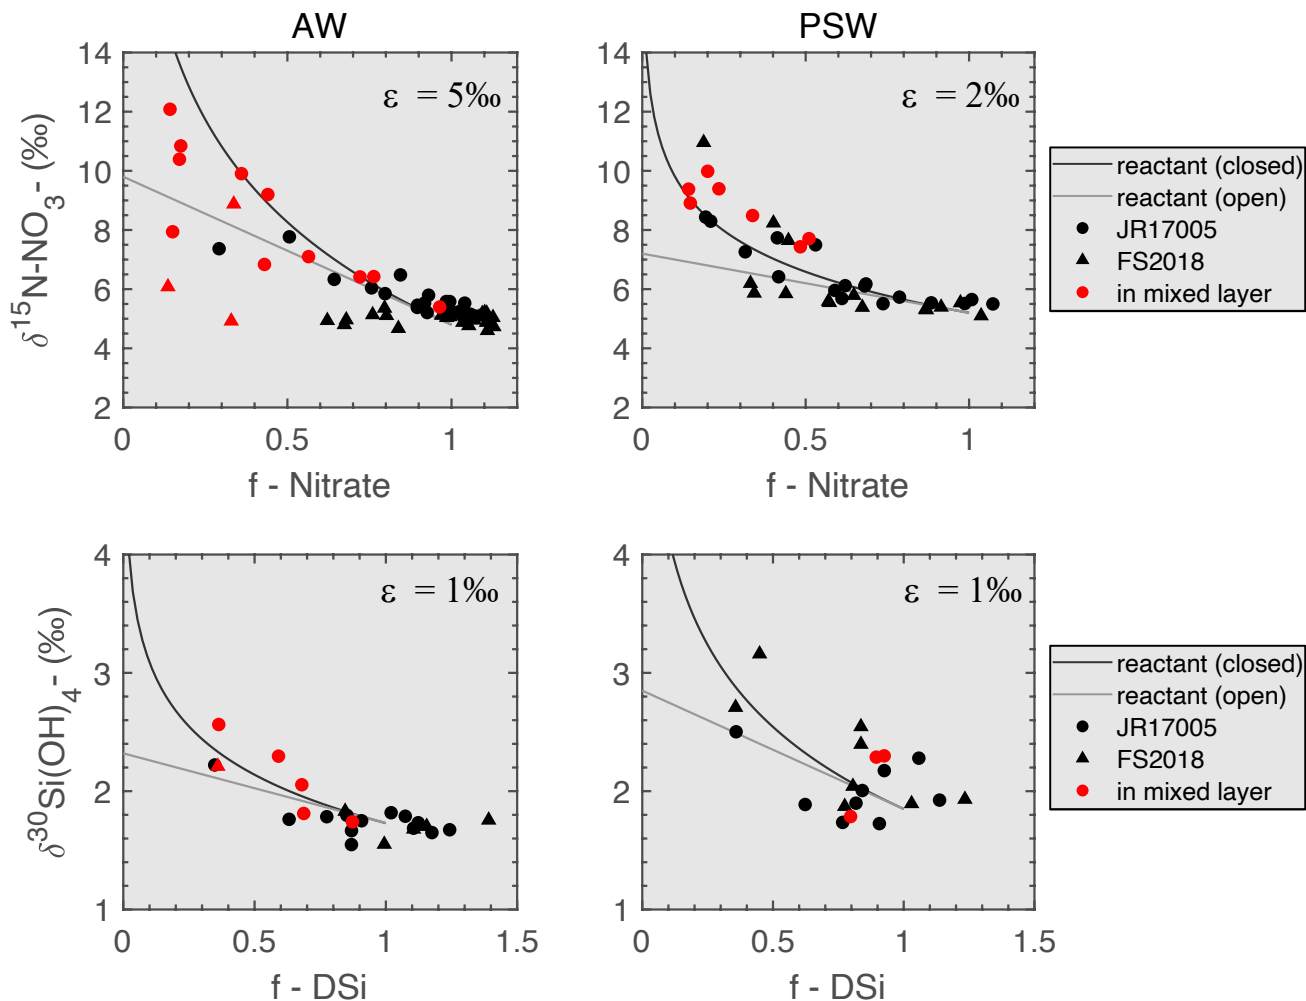 AW
PSW
14
12
10
8
6
4
2
δ15N-NO3- (‰)
ε = 5‰
0
0.5
1
f - Nitrate
14
12
10
8
6
4
2
ε = 2‰
0
0.5
1
f - Nitrate
reactant (closed)
reactant (open)
JR17005
FS2018
in mixed layer
4
3
2
1
δ30Si(OH)4- (‰)
ε = 1‰
0
0.5
1
1.5
f - DSi
4
3
2
1
ε = 1‰
0
0.5
1
1.5
f - DSi
reactant (closed)
reactant (open)
JR17005
FS2018
in mixed layer